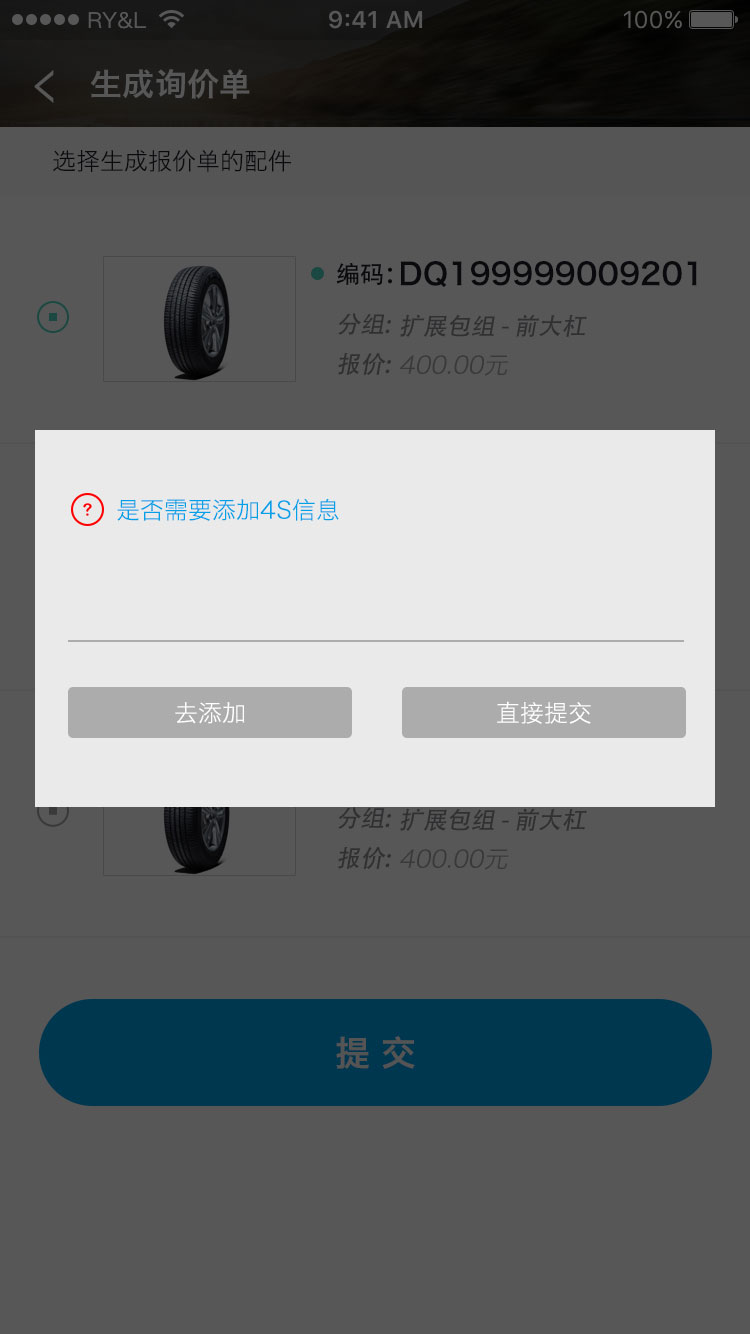 RY&L 9:41 AM 100%
生成询价单
选择生成报价单的配件
编码:DQ199999009201
分组: 扩展包组 - 前大杠
报价: 400.00元
? 是否需要添加4S信息
去添加 直接提交
分组: 扩展包组 - 前大杠
报价: 400.00元
提 交